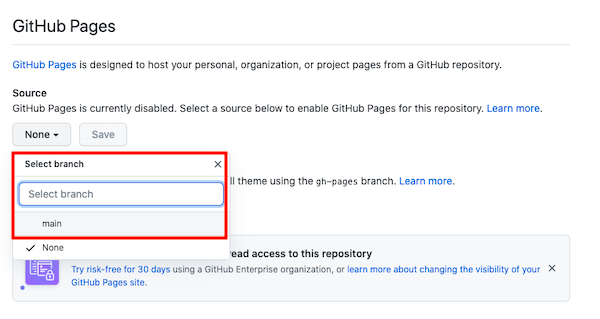 GitHub Pages
GitHub Pages is designed to host your personal, organization, or project pages from a GitHub repository.
Source
GitHub Pages is currently disabled. Select a source below to enable GitHub Pages for this repository. Learn more.
None Save
Select branch
Select branch
ll theme using the gh-pages branch. Learn more.
main
None
read access to this repository
Try risk-free for 30 days using a GitHub Enterprise organization, or learn more about changing the visibility of your
GitHub Pages site.